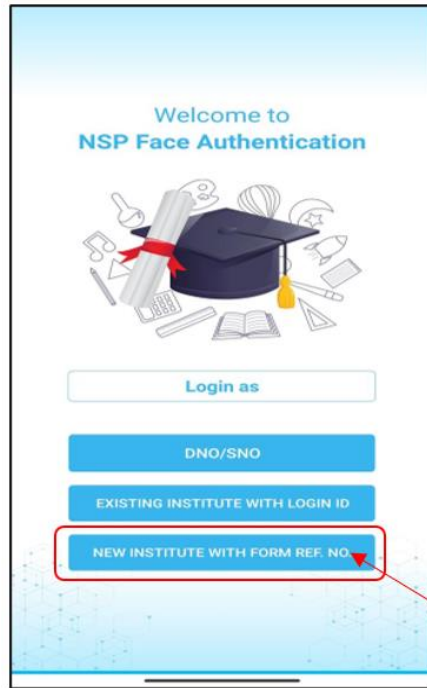 Welcome to
NSP Face Authentication
Login as
DNO/SNO
EXISTING INSTITUTE WITH LOGIN ID
NEW INSTITUTE WITH FORM REF. NO.